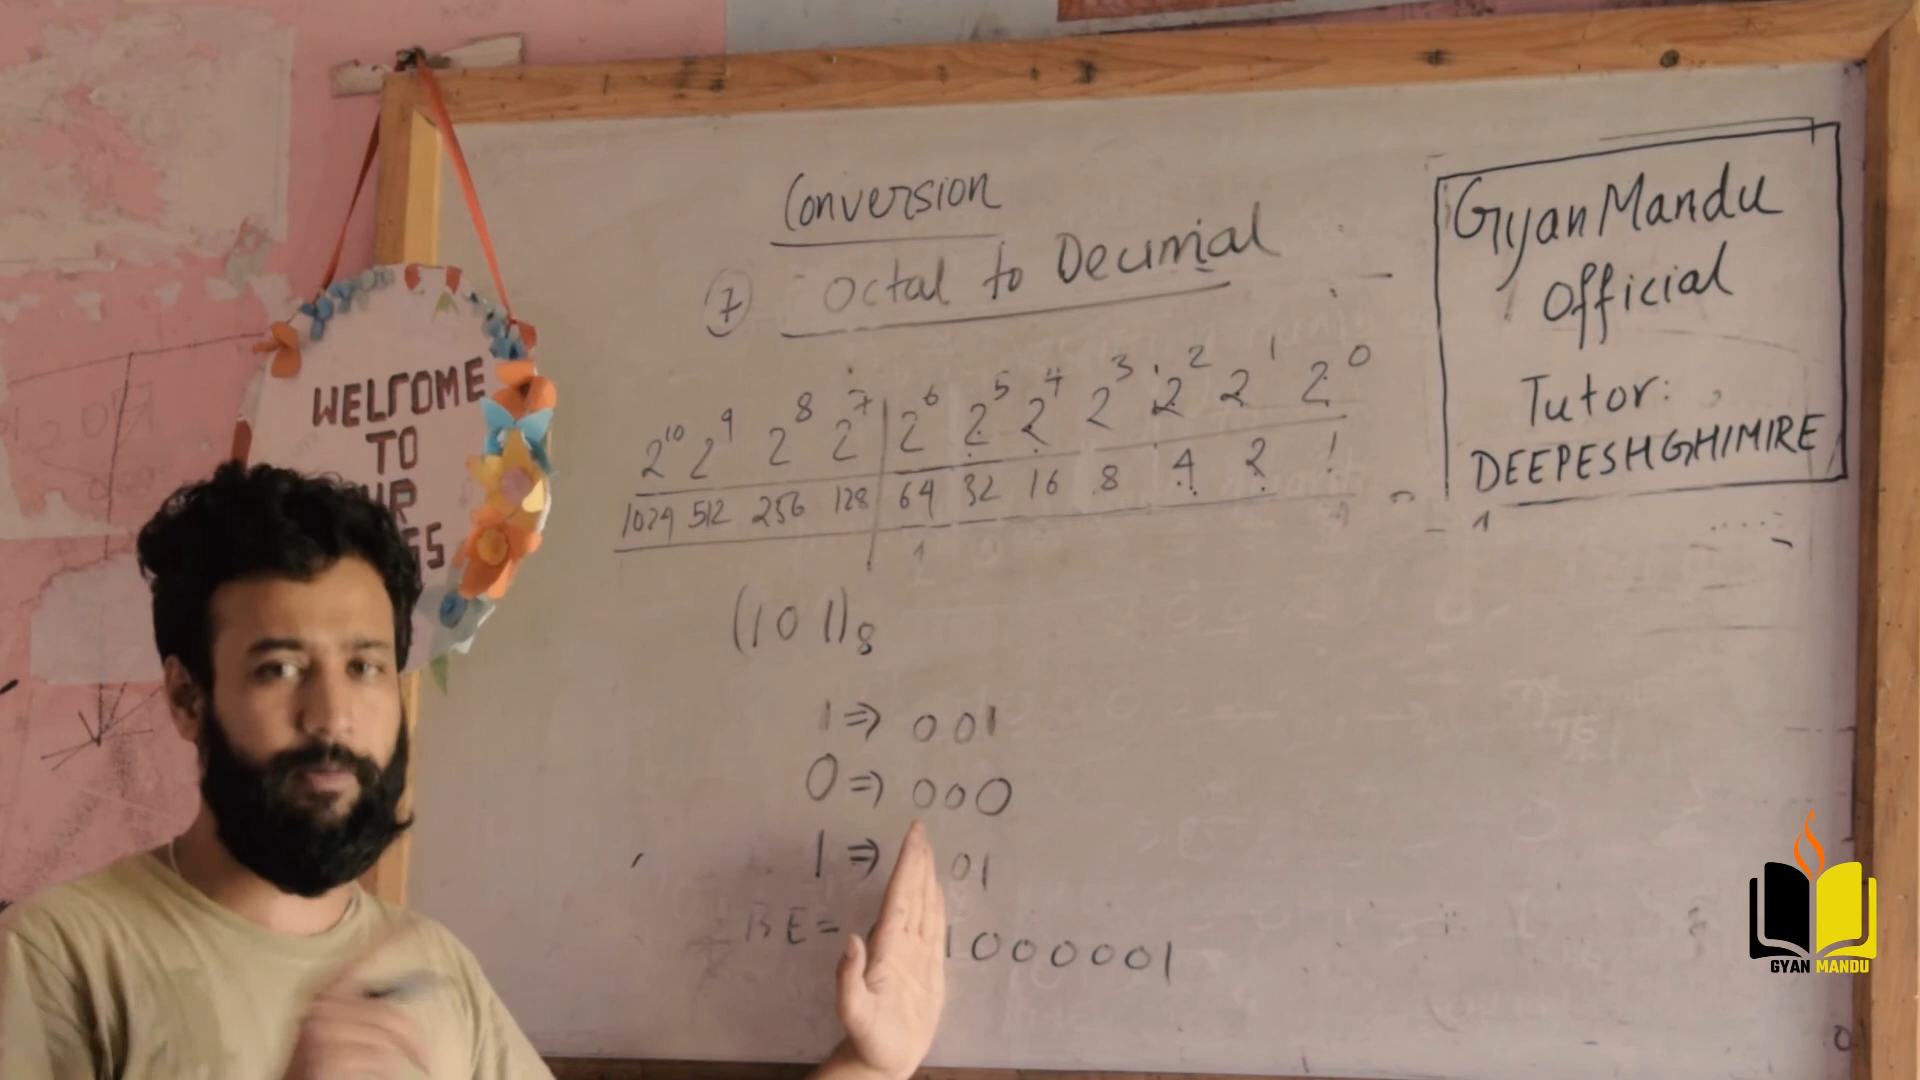 WELCOME
TO
Conversion
7 Octal to Decimal
2^10 2^9 2^8 2^7 2^6 2^5 2^4 2^3 2^2 2^1 2^0
1024 512 256 128 64 32 16 8 4 2 1
(101)8
1 ⇒ 001
0 ⇒ 000
1 ⇒ 01
BE = 1000001
Gyan Mandu
Official
Tutor:
DEEPESH GHIMIRE
GYAN MANDU